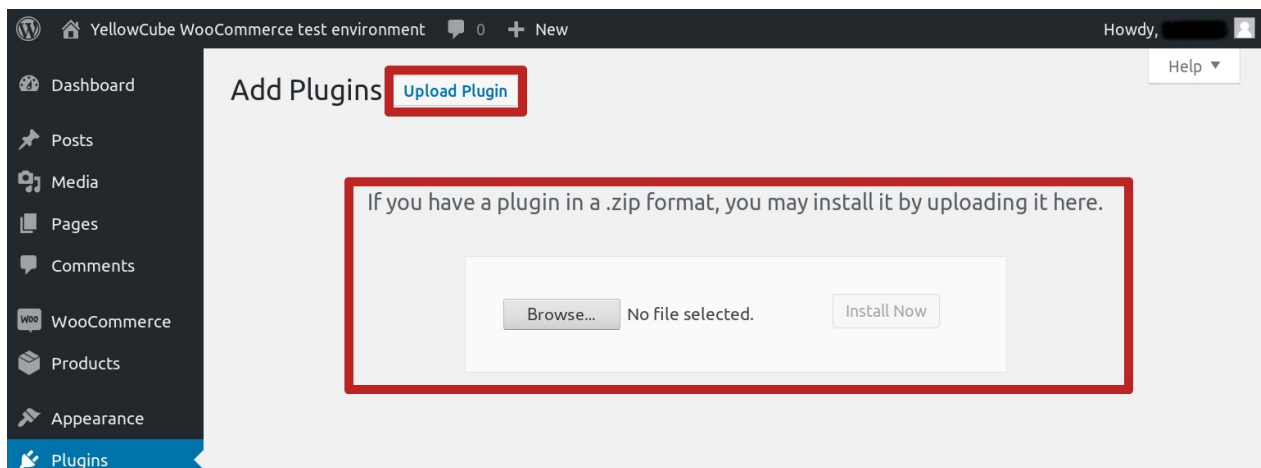 YellowCube WooCommerce test environment 0 + New Howdy,
Help ▼
Dashboard
Add Plugins Upload Plugin
Posts
Media
Pages
Comments
WooCommerce
Products
Appearance
Plugins
If you have a plugin in a .zip format, you may install it by uploading it here.
Browse... No file selected. Install Now